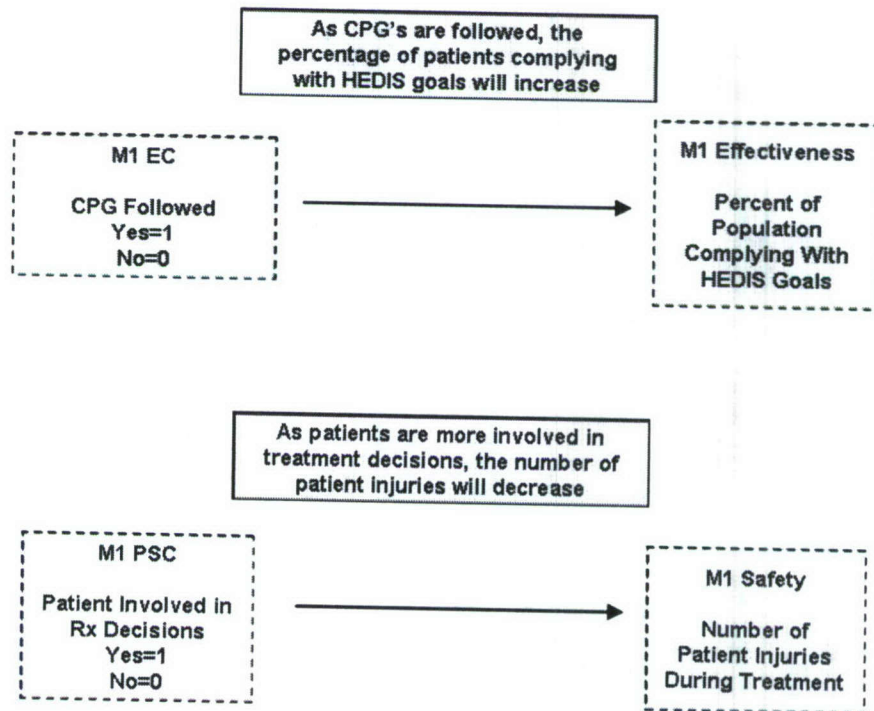 As CPG's are followed, the
percentage of patients complying
with HEDIS goals will increase
M1 EC
CPG Followed
Yes=1
No=0
M1 Effectiveness
Percent of
Population
Complying With
HEDIS Goals
As patients are more involved in
treatment decisions, the number of
patient injuries will decrease
M1 PSC
Patient Involved in
Rx Decisions
Yes=1
No=0
M1 Safety
Number of
Patient Injuries
During Treatment